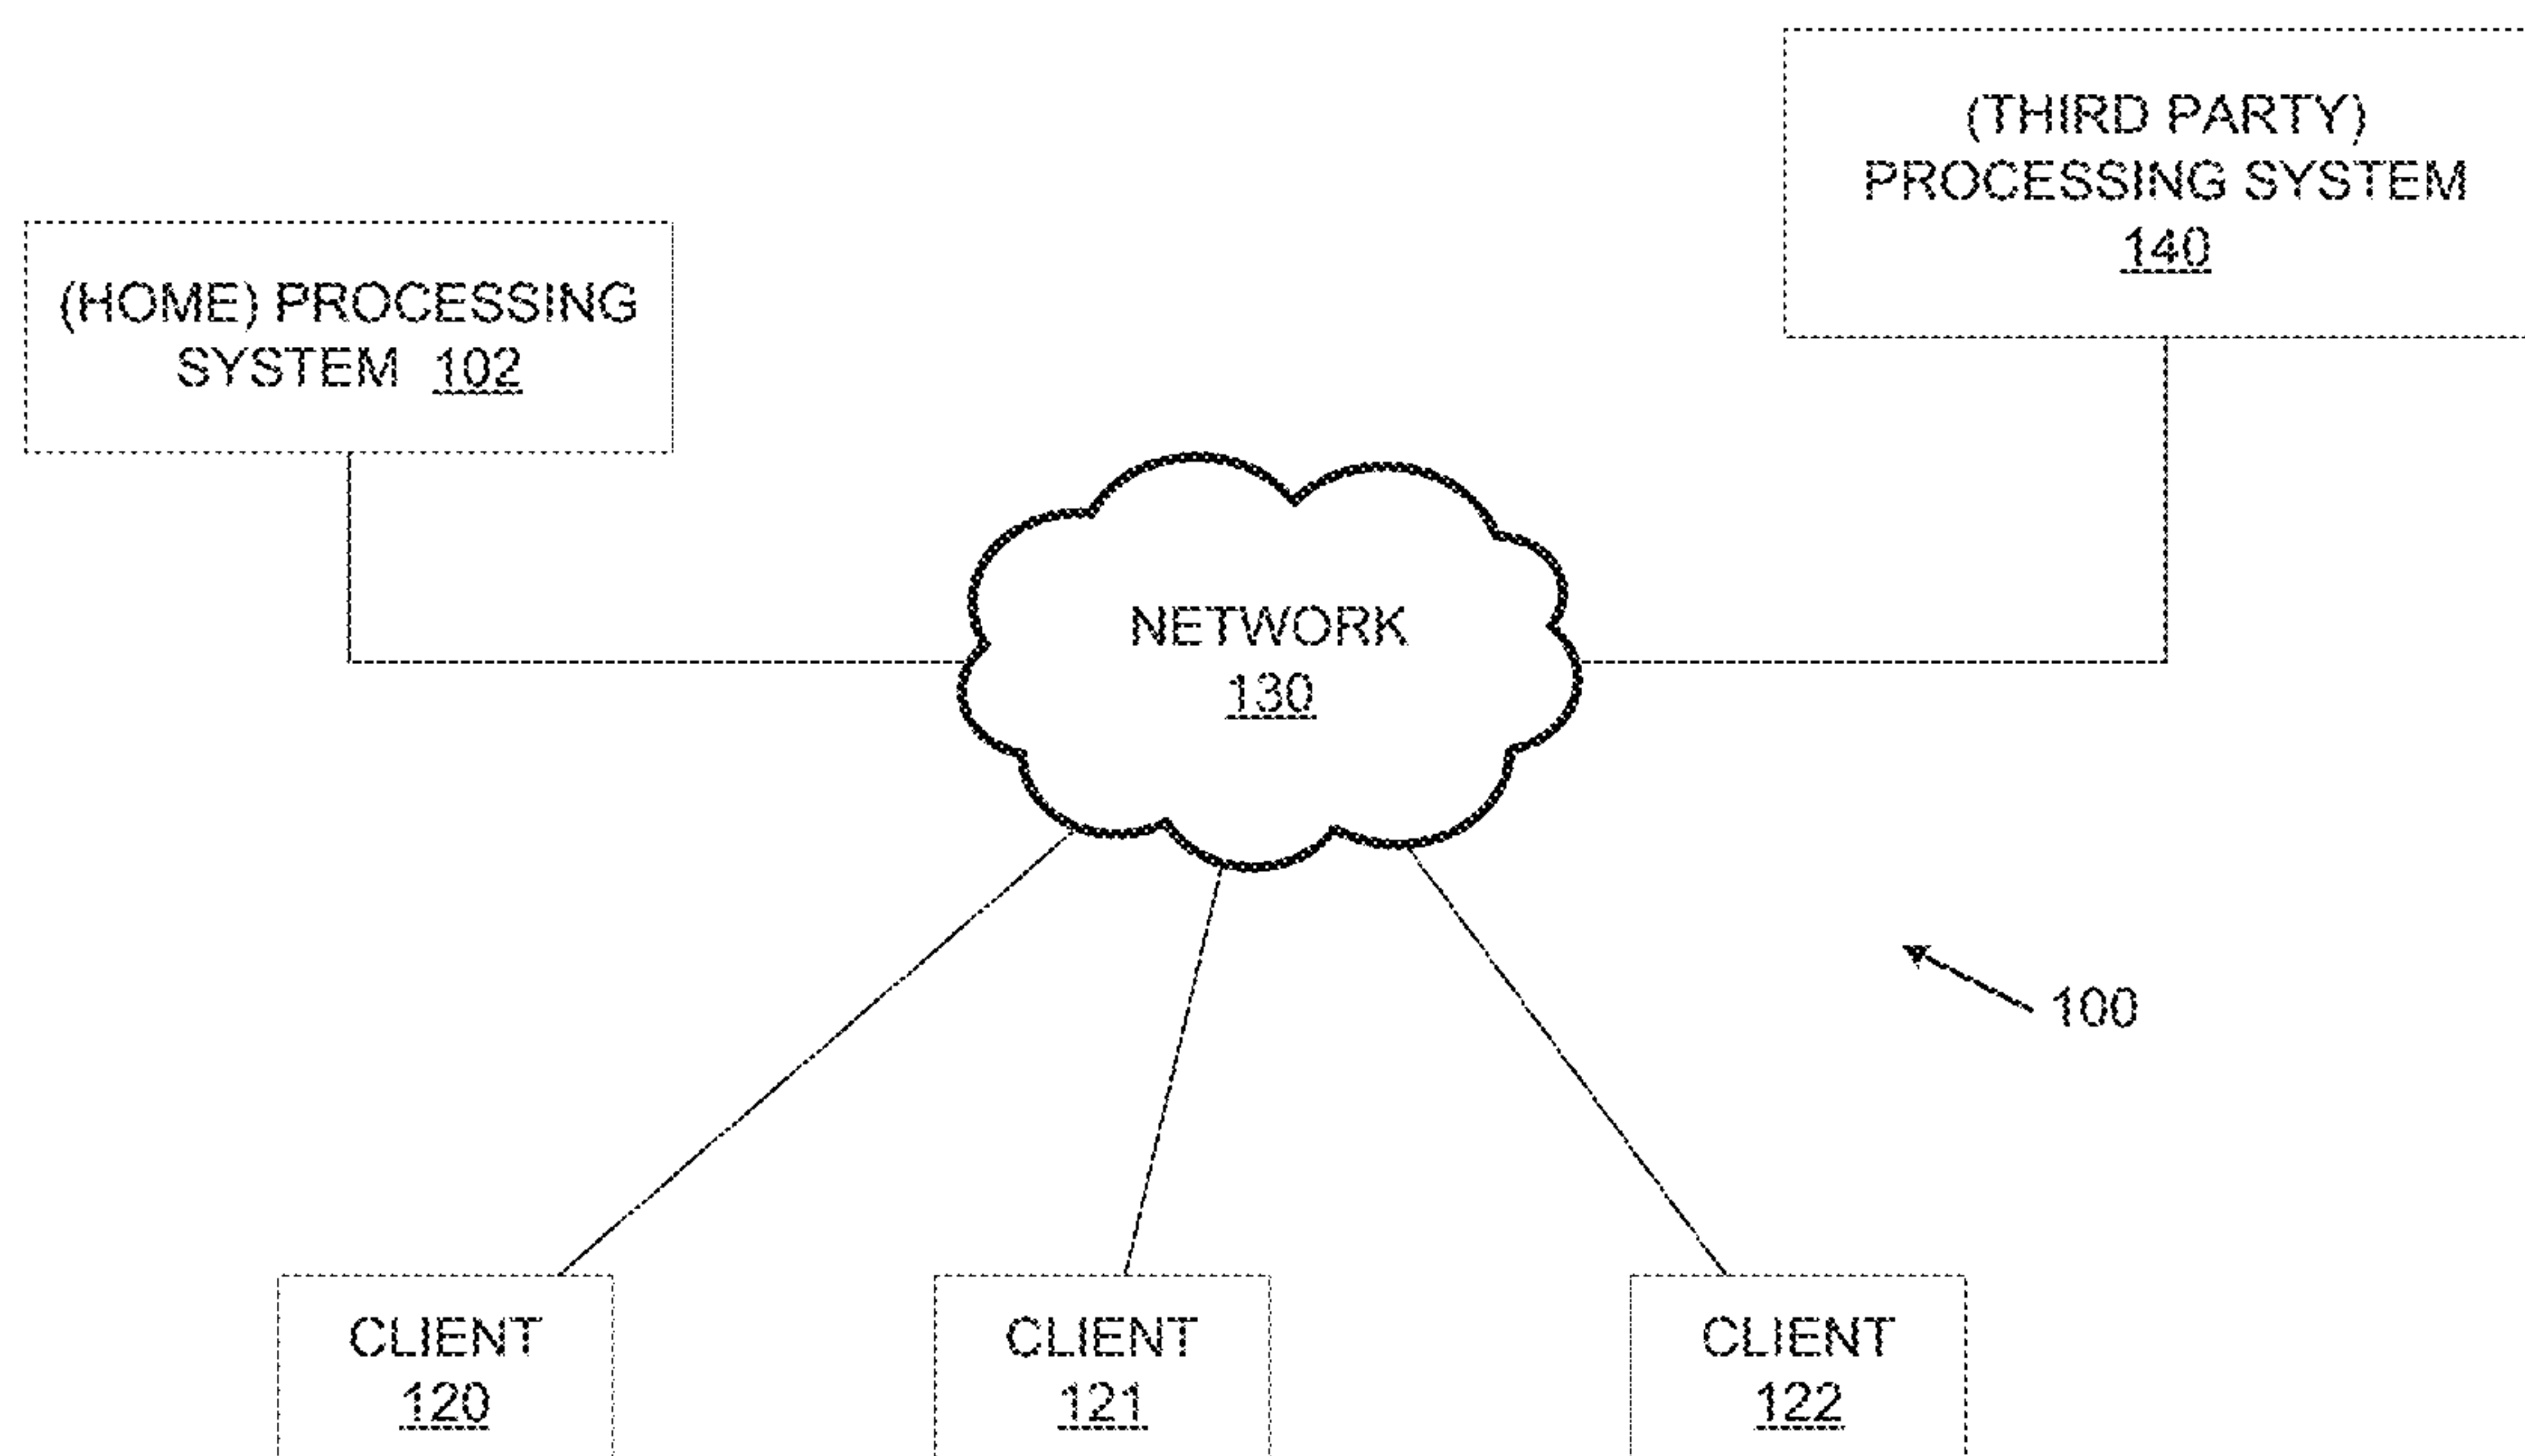 (THIRD PARTY)
PROCESSING SYSTEM
140
(HOME) PROCESSING
SYSTEM 102
NETWORK
130
100
CLIENT
120
CLIENT
121
CLIENT
122